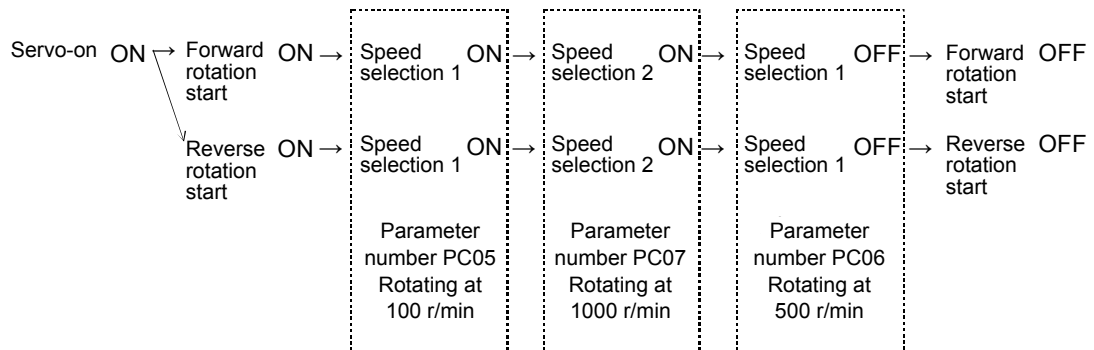 Servo-on ON → Forward rotation start ON → Speed selection 1 ON → Speed selection 2 ON → Speed selection 1 OFF → Forward rotation start OFF
Reverse rotation start ON → Speed selection 1 ON → Speed selection 2 ON → Speed selection 1 OFF → Reverse rotation start OFF
Parameter
number PC05
Rotating at
100 r/min
Parameter
number PC07
Rotating at
1000 r/min
Parameter
number PC06
Rotating at
500 r/min